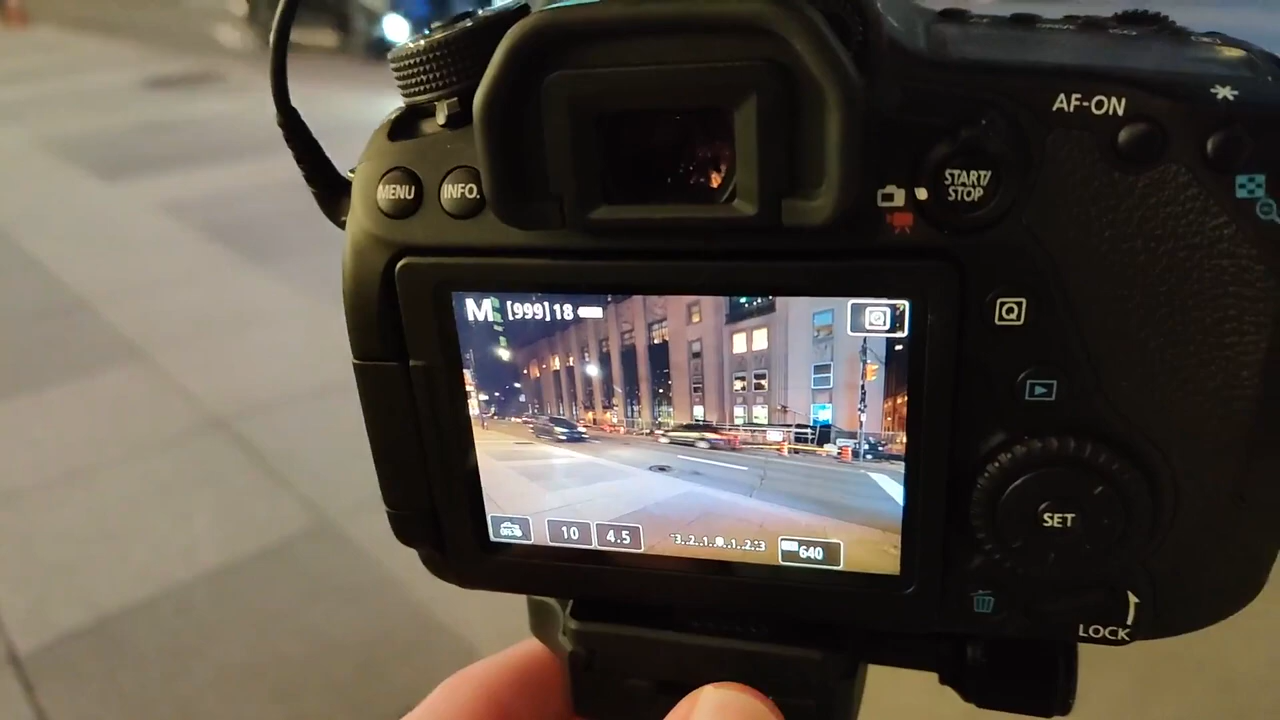 AF-ON
MENU
INFO.
START/
STOP
M [999] 18
Q
Q
10
4.5
3..2..1..0..1..2..3
640
SET
LOCK